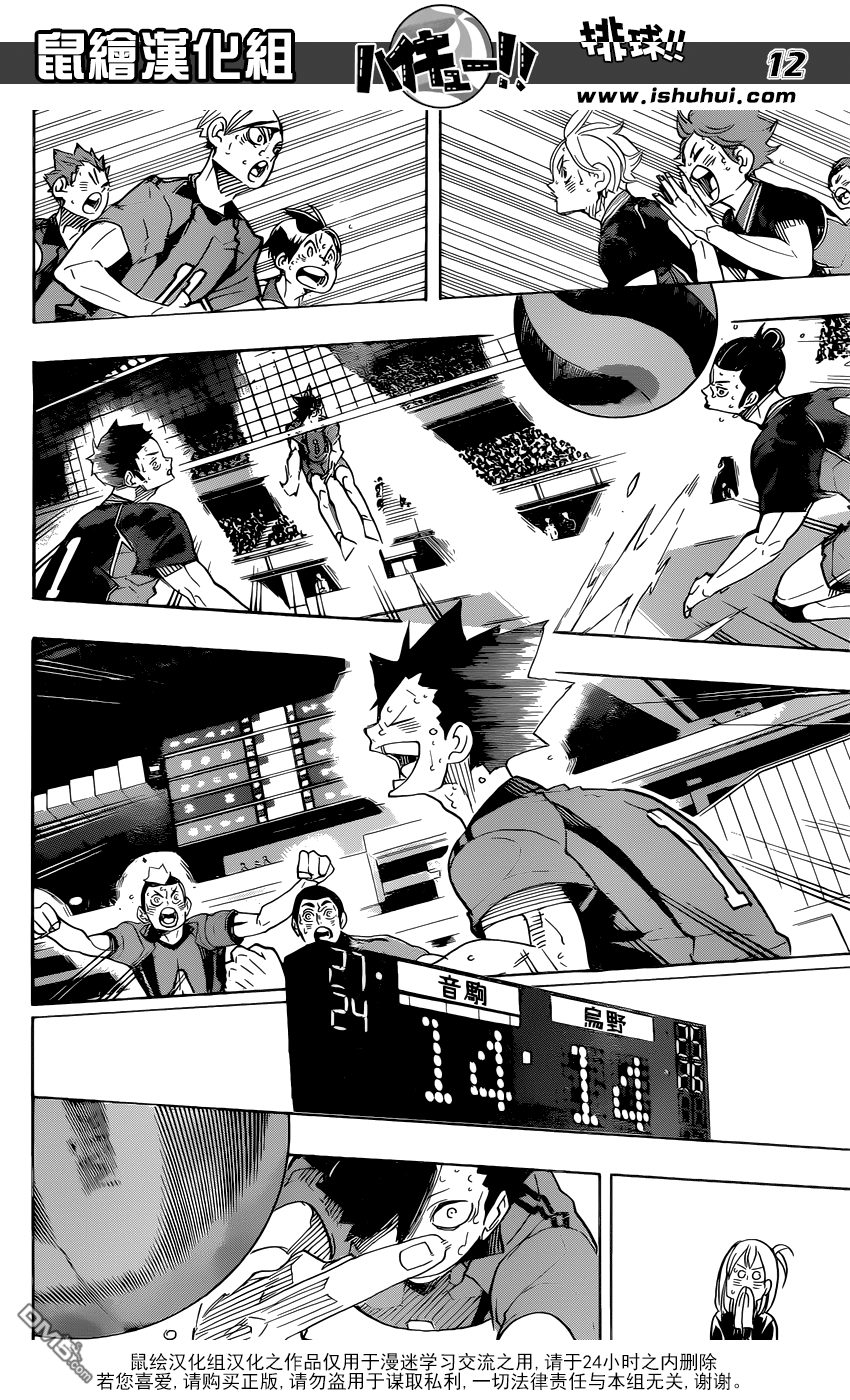 鼠繪漢化組
ハイキュー!!
排球!!
12
www.ishuhui.com
1
1
27
24
音駒
烏野
14
14
鼠绘汉化组汉化之作品仅用于漫迷学习交流之用,请于24小时之内删除
若您喜爱,请购买正版,请勿盗用于谋取私利,一切法律责任与本组无关,谢谢。